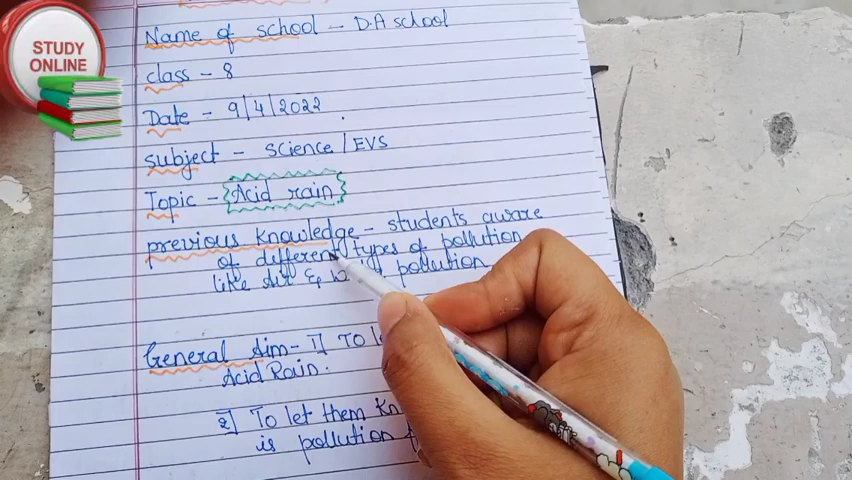 STUDY
ONLINE
Name of school - D.A school
class - 8
Date - 9/4/2022
subject - science / EVS
Topic - Acid rain
previous knowledge - students aware
of different types of pollution
like Air & pollution
General Aim - 1] To
Acid Rain.
2] To let them
is pollution